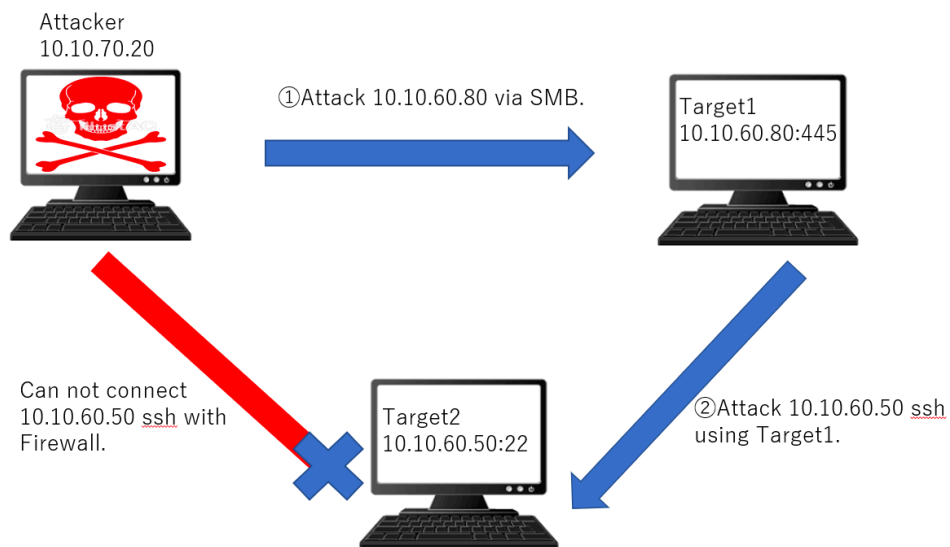 Attacker
10.10.70.20
①Attack 10.10.60.80 via SMB.
Target1
10.10.60.80:445
Can not connect
10.10.60.50 ssh with
Firewall.
Target2
10.10.60.50:22
②Attack 10.10.60.50 ssh
using Target1.